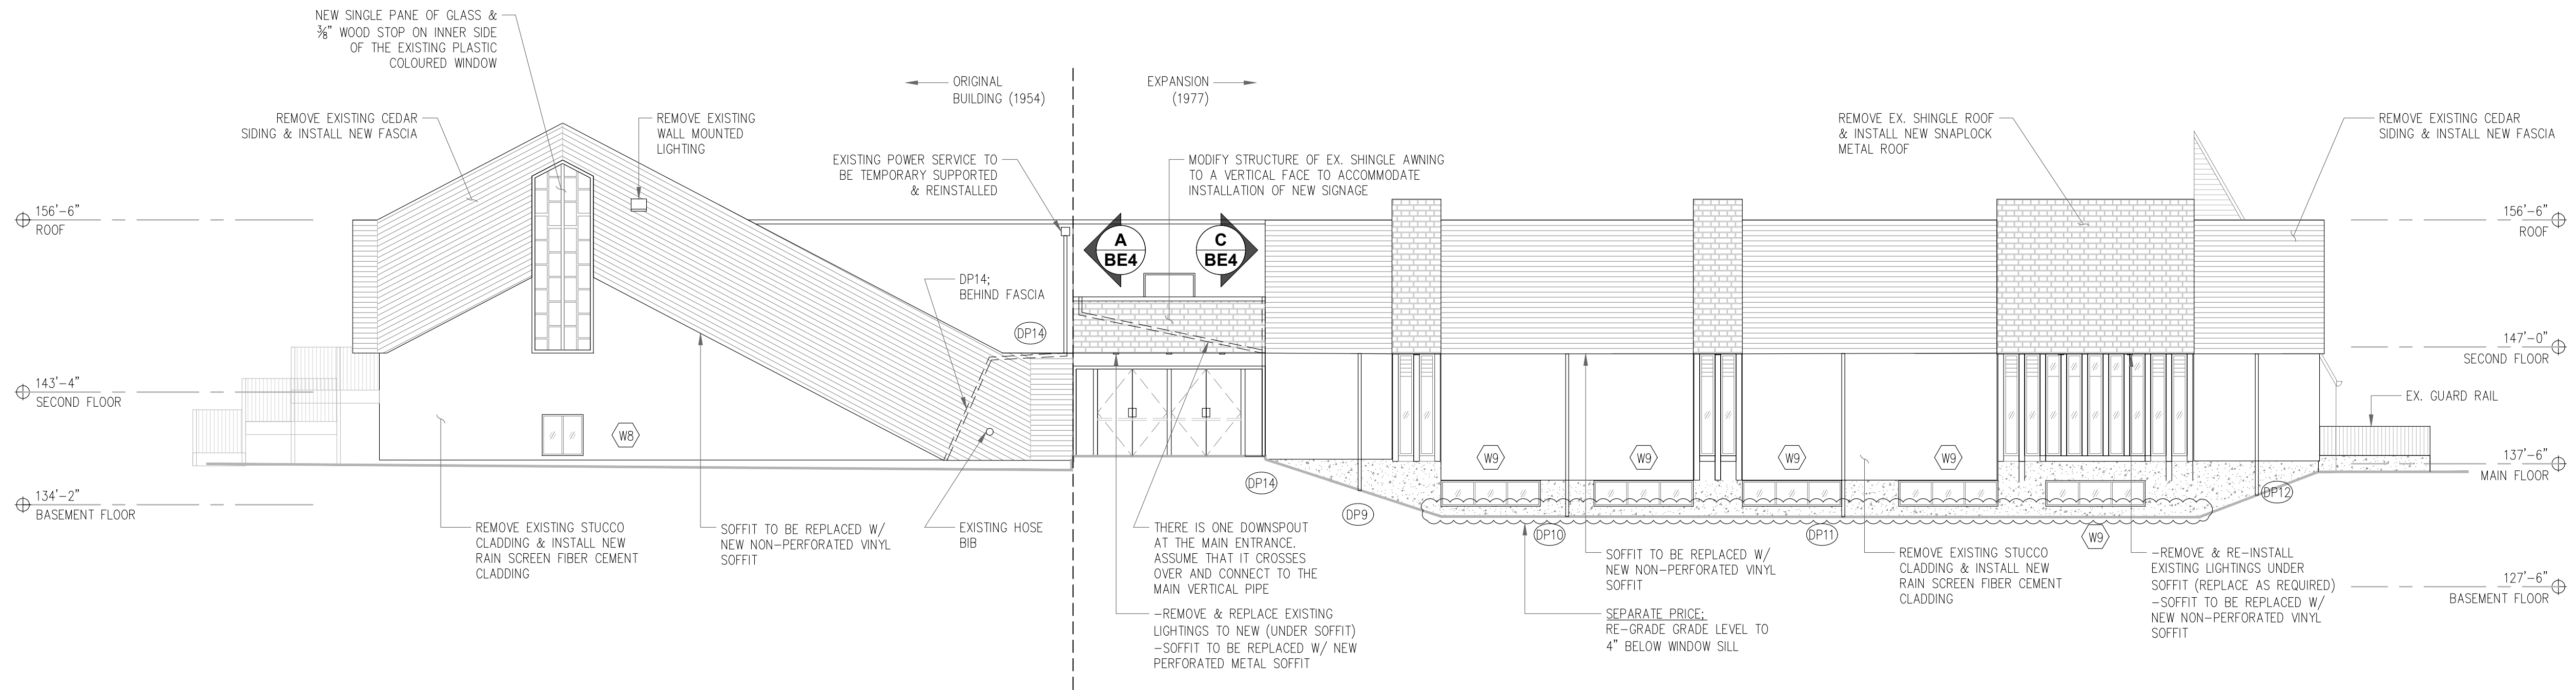 NEW SINGLE PANE OF GLASS &
⅜" WOOD STOP ON INNER SIDE
OF THE EXISTING PLASTIC
COLOURED WINDOW
ORIGINAL
BUILDING (1954)
EXPANSION
(1977)
REMOVE EXISTING CEDAR
SIDING & INSTALL NEW FASCIA
REMOVE EXISTING
WALL MOUNTED
LIGHTING
EXISTING POWER SERVICE TO
BE TEMPORARY SUPPORTED
& REINSTALLED
MODIFY STRUCTURE OF EX. SHINGLE AWNING
TO A VERTICAL FACE TO ACCOMMODATE
INSTALLATION OF NEW SIGNAGE
REMOVE EX. SHINGLE ROOF
& INSTALL NEW SNAPLOCK
METAL ROOF
REMOVE EXISTING CEDAR
SIDING & INSTALL NEW FASCIA
156'-6"
ROOF
A
BE4
C
BE4
156'-6"
ROOF
DP14;
BEHIND FASCIA
DP14
147'-0"
SECOND FLOOR
143'-4"
SECOND FLOOR
EX. GUARD RAIL
W8
W9
W9
W9
W9
137'-6"
MAIN FLOOR
134'-2"
BASEMENT FLOOR
DP14
DP9
DP10
DP11
W9
DP12
REMOVE EXISTING STUCCO
CLADDING & INSTALL NEW
RAIN SCREEN FIBER CEMENT
CLADDING
SOFFIT TO BE REPLACED W/
NEW NON-PERFORATED VINYL
SOFFIT
EXISTING HOSE
BIB
THERE IS ONE DOWNSPOUT
AT THE MAIN ENTRANCE.
ASSUME THAT IT CROSSES
OVER AND CONNECT TO THE
MAIN VERTICAL PIPE
-REMOVE & REPLACE EXISTING
LIGHTINGS TO NEW (UNDER SOFFIT)
-SOFFIT TO BE REPLACED W/ NEW
PERFORATED METAL SOFFIT
SOFFIT TO BE REPLACED W/
NEW NON-PERFORATED VINYL
SOFFIT
SEPARATE PRICE;
RE-GRADE GRADE LEVEL TO
4" BELOW WINDOW SILL
REMOVE EXISTING STUCCO
CLADDING & INSTALL NEW
RAIN SCREEN FIBER CEMENT
CLADDING
-REMOVE & RE-INSTALL
EXISTING LIGHTINGS UNDER
SOFFIT (REPLACE AS REQUIRED)
-SOFFIT TO BE REPLACED W/
NEW NON-PERFORATED VINYL
SOFFIT
127'-6"
BASEMENT FLOOR